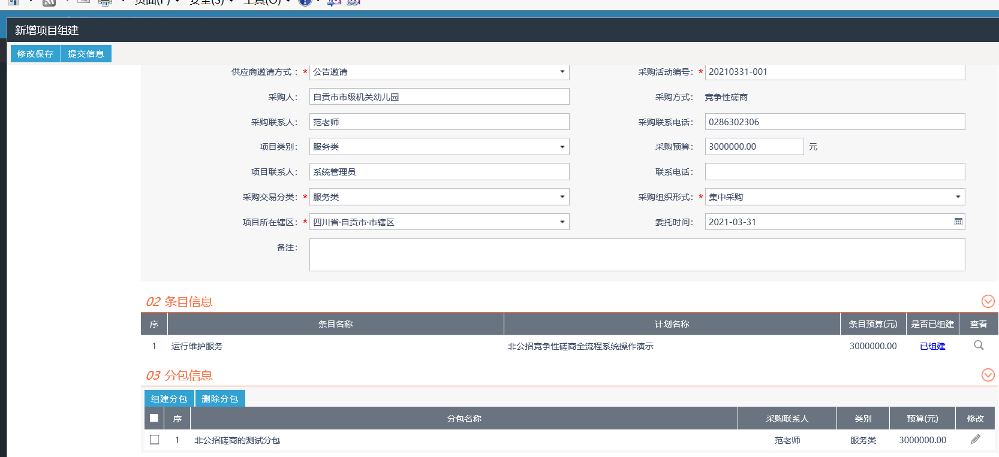 页面(P) 安全(S) 工具(O)
新增项目组建
修改保存 提交信息
供应商邀请方式： * 公告邀请 采购活动编号： * 20210331-001
采购人： 自贡市市级机关幼儿园 采购方式： 竞争性磋商
采购联系人： 范老师 采购联系电话： 0286302306
项目类别： 服务类 采购预算： 3000000.00 元
项目联系人： 系统管理员 联系电话：
采购交易分类： * 服务类 采购组织形式： * 集中采购
项目所在辖区： * 四川省·自贡市·市辖区 委托时间： 2021-03-31
备注：
02 条目信息
序 条目名称 计划名称 条目预算(元) 是否已组建 查看
1 运行维护服务 非公招竞争性磋商全流程系统操作演示 3000000.00 已组建
03 分包信息
组建分包 删除分包
序 分包名称 采购联系人 类别 预算(元) 修改
1 非公招磋商的测试分包 范老师 服务类 3000000.00